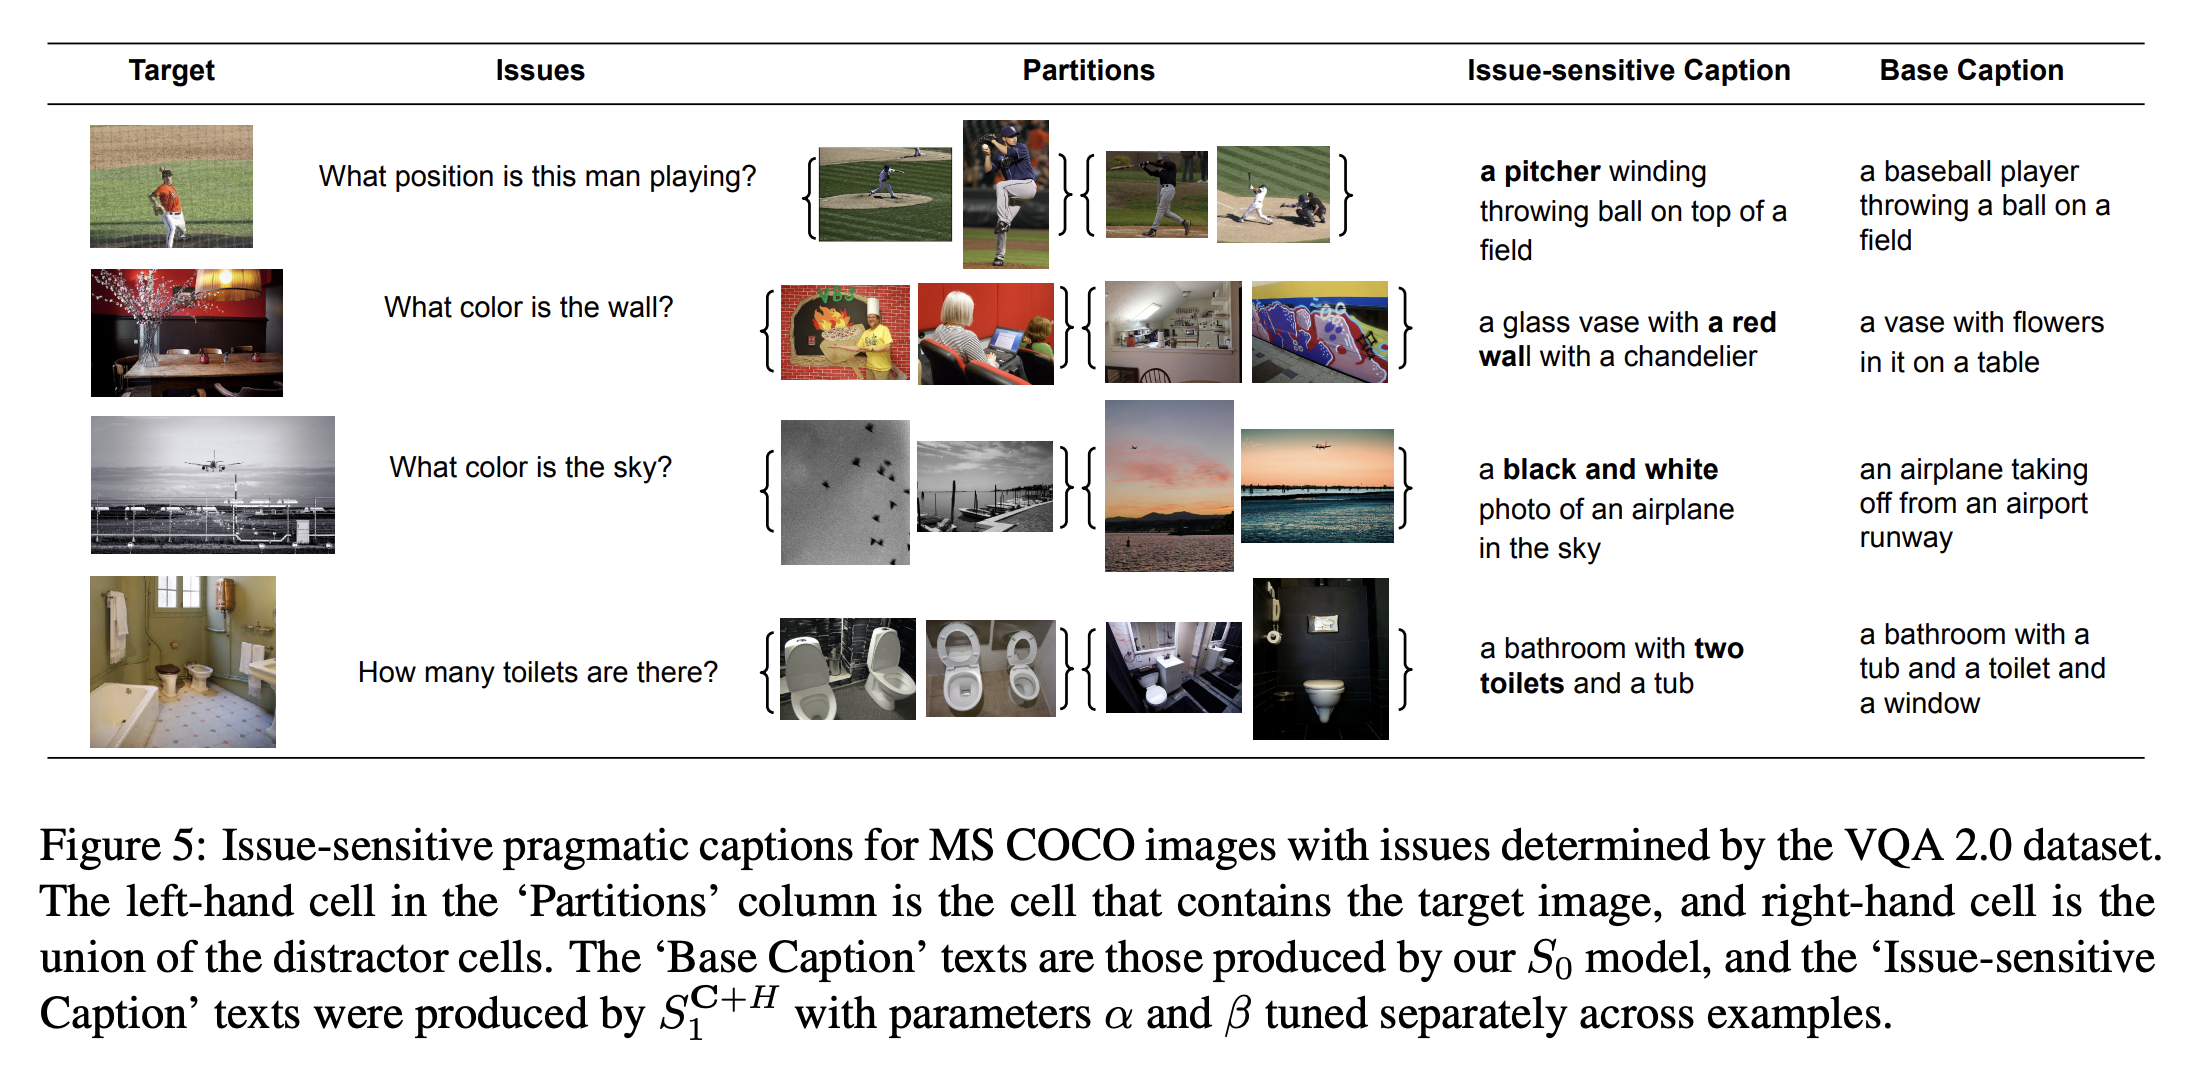 Target Issues Partitions Issue-sensitive Caption Base Caption
What position is this man playing?
a pitcher winding
throwing ball on top of a
field
a baseball player
throwing a ball on a
field
What color is the wall?
VBJ
a glass vase with a red
wall with a chandelier
a vase with flowers
in it on a table
What color is the sky?
a black and white
photo of an airplane
in the sky
an airplane taking
off from an airport
runway
How many toilets are there?
a bathroom with two
toilets and a tub
a bathroom with a
tub and a toilet and
a window
Figure 5: Issue-sensitive pragmatic captions for MS COCO images with issues determined by the VQA 2.0 dataset.
The left-hand cell in the ‘Partitions’ column is the cell that contains the target image, and right-hand cell is the
union of the distractor cells. The ‘Base Caption’ texts are those produced by our S₀ model, and the ‘Issue-sensitive
Caption’ texts were produced by S₁^{C+H} with parameters α and β tuned separately across examples.